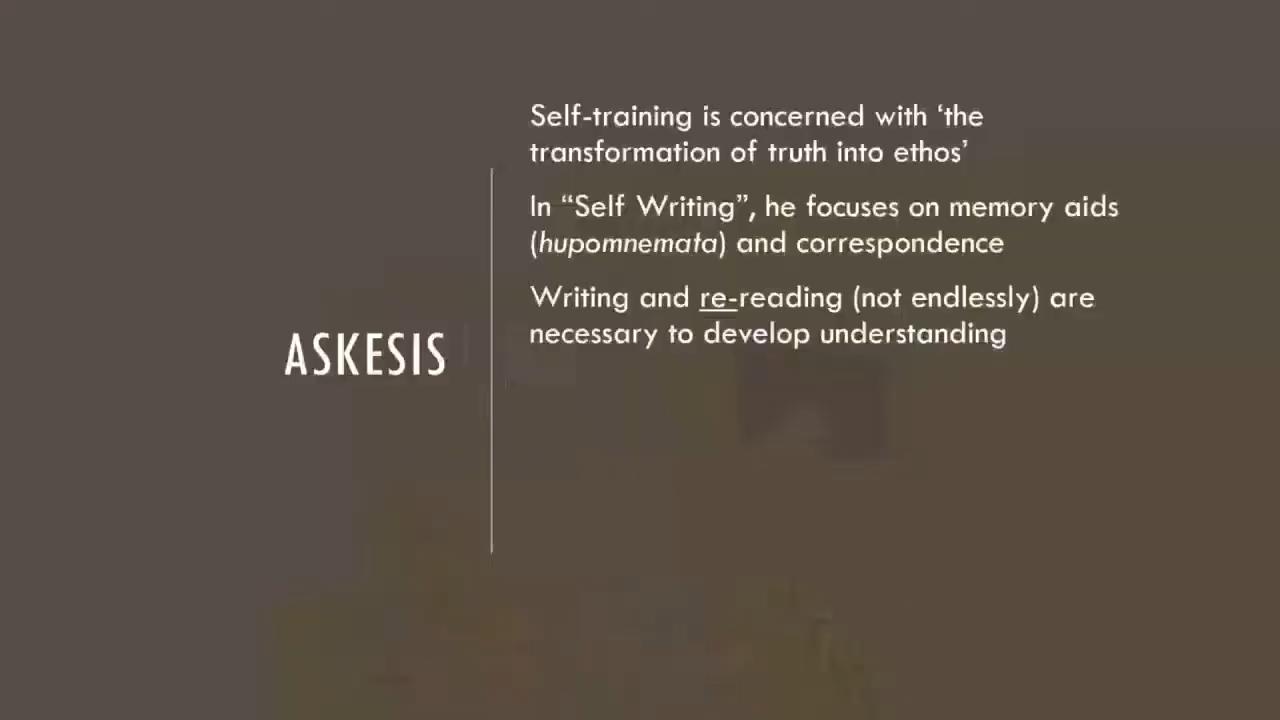 ASKESIS
Self-training is concerned with ‘the
transformation of truth into ethos’
In “Self Writing”, he focuses on memory aids
(hupomnemata) and correspondence
Writing and re-reading (not endlessly) are
necessary to develop understanding